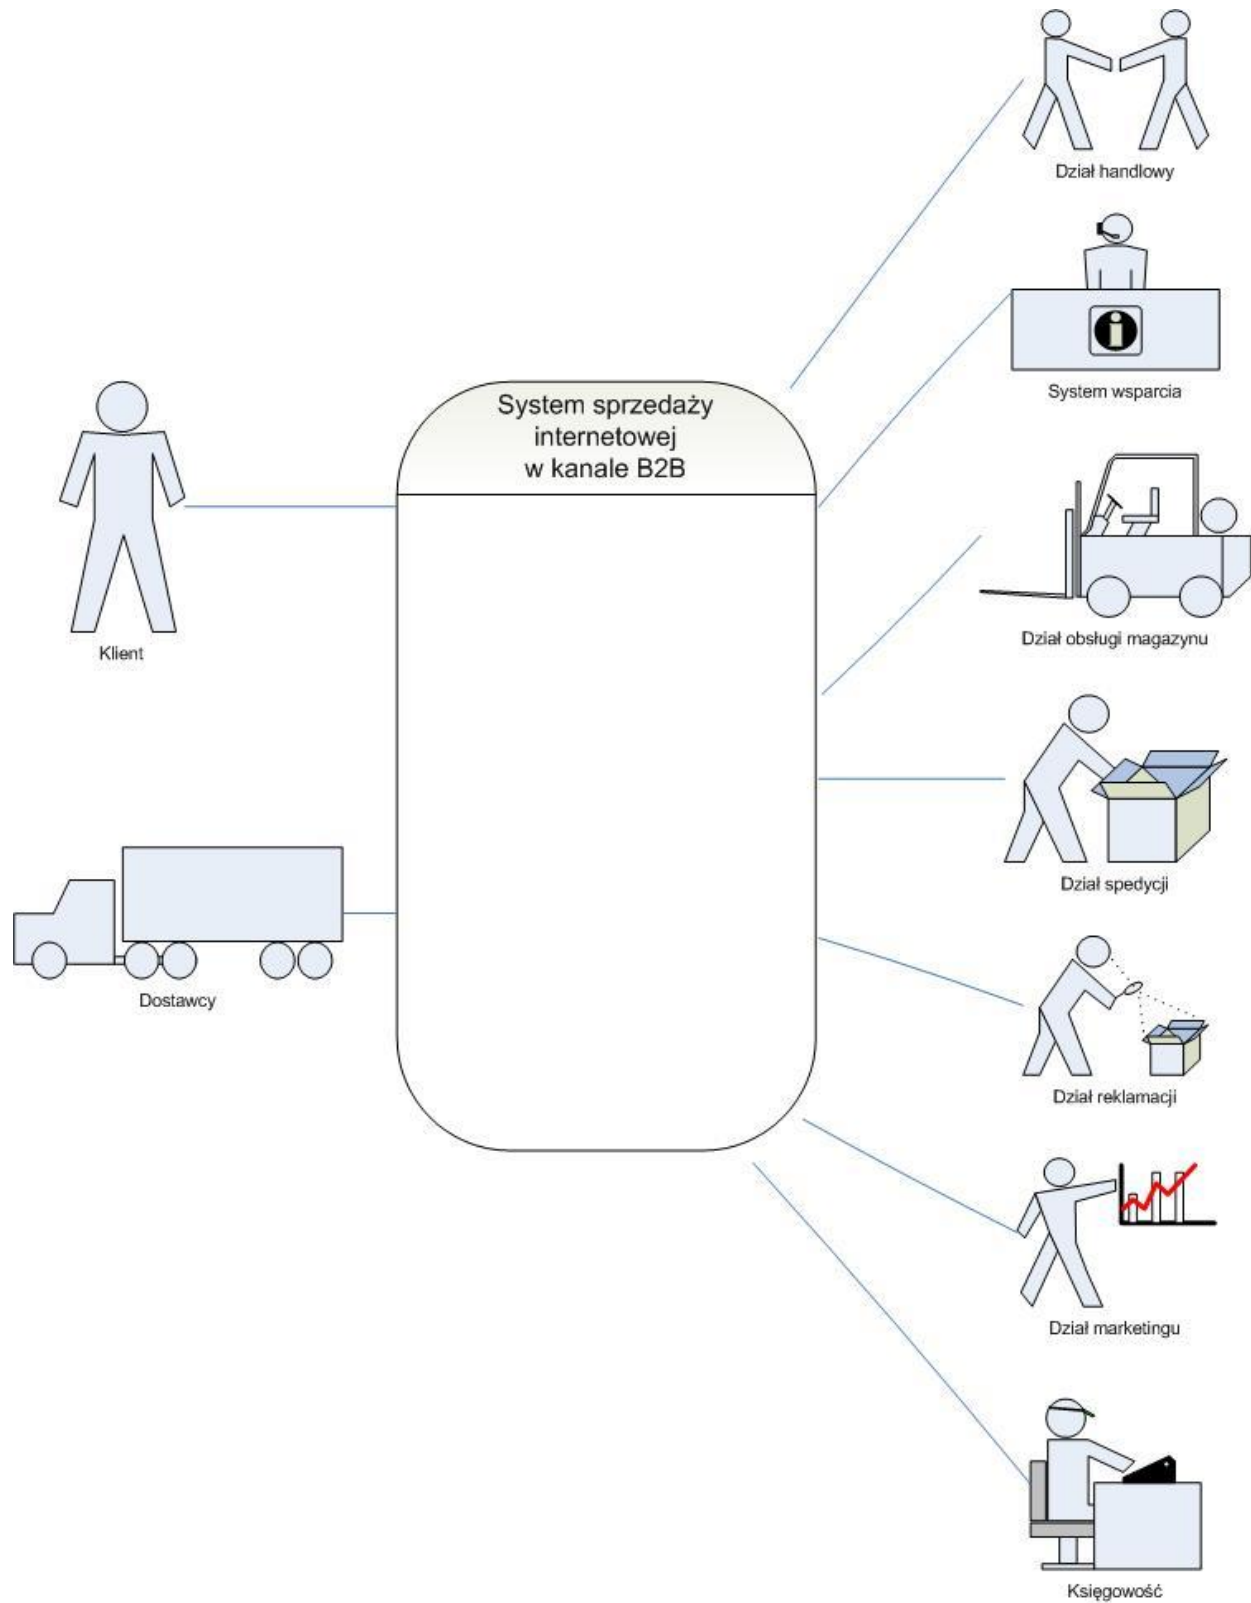 Dział handlowy
System wsparcia
System sprzedaży
internetowej
w kanale B2B
Dział obsługi magazynu
Klient
Dział spedycji
Dostawcy
Dział reklamacji
Dział marketingu
Księgowość